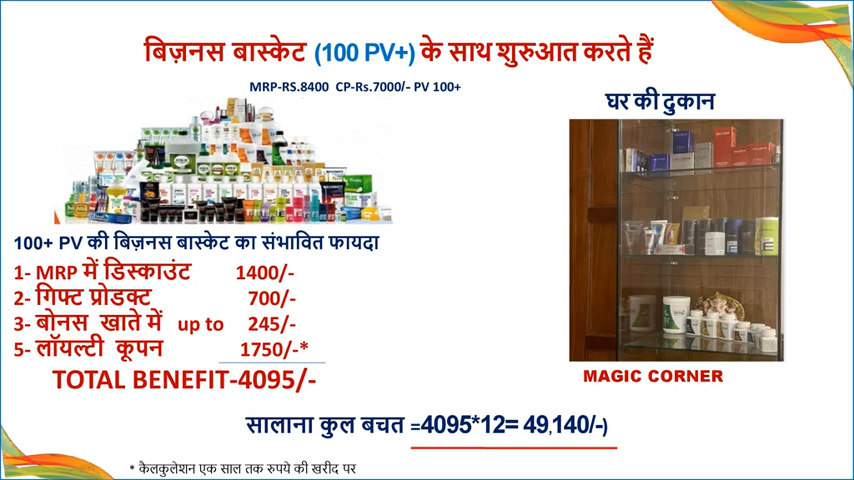 बिज़नस बास्केट (100 PV+) के साथ शुरुआत करते हैं
MRP-RS.8400 CP-Rs.7000/- PV 100+
घर की दुकान
100+ PV की बिज़नस बास्केट का संभावित फायदा
1- MRP में डिस्काउंट 1400/-
2- गिफ्ट प्रोडक्ट 700/-
3- बोनस खाते में up to 245/-
5- लॉयल्टी कूपन 1750/-*
TOTAL BENEFIT-4095/-
MAGIC CORNER
सालाना कुल बचत =4095*12= 49,140/-)
* कैलकुलेशन एक साल तक रुपये की खरीद पर